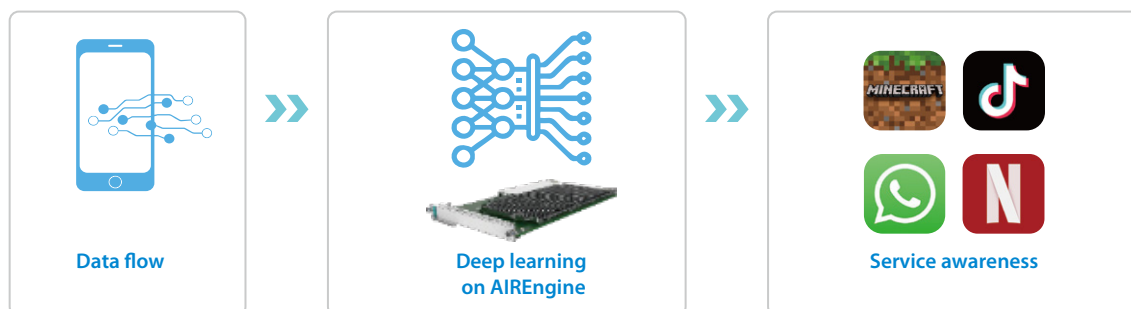 MINECRAFT
N
Data flow
Deep learning
on AIREngine
Service awareness